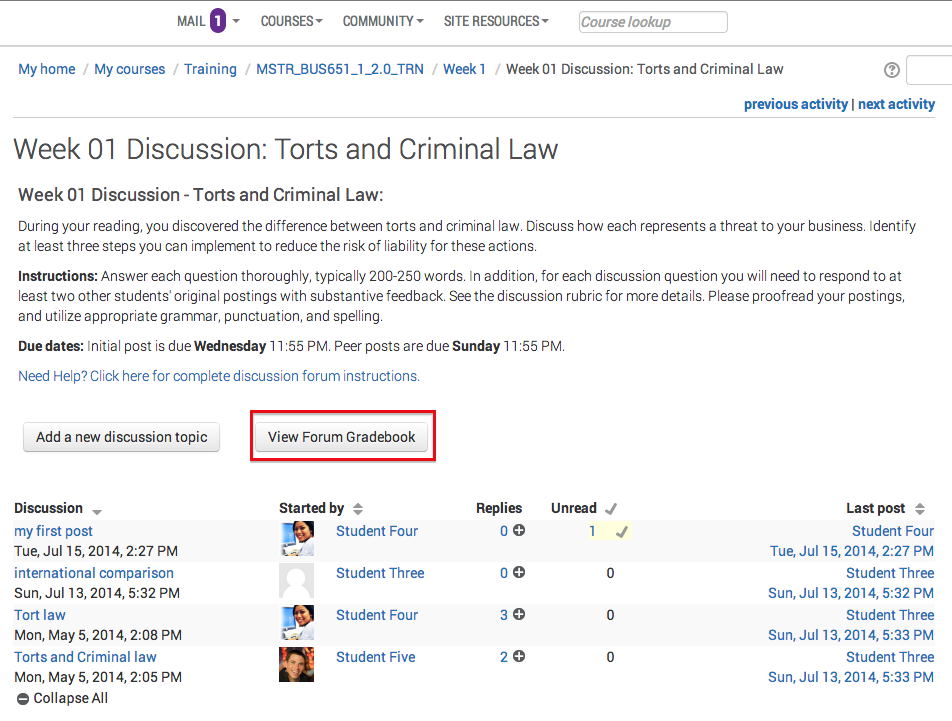 MAIL 1 COURSES COMMUNITY SITE RESOURCES Course lookup
My home / My courses / Training / MSTR_BUS651_1_2.0_TRN / Week 1 / Week 01 Discussion: Torts and Criminal Law ?
previous activity | next activity
Week 01 Discussion: Torts and Criminal Law
Week 01 Discussion - Torts and Criminal Law:
During your reading, you discovered the difference between torts and criminal law. Discuss how each represents a threat to your business. Identify
at least three steps you can implement to reduce the risk of liability for these actions.
Instructions: Answer each question thoroughly, typically 200-250 words. In addition, for each discussion question you will need to respond to at
least two other students' original postings with substantive feedback. See the discussion rubric for more details. Please proofread your postings,
and utilize appropriate grammar, punctuation, and spelling.
Due dates: Initial post is due Wednesday 11:55 PM. Peer posts are due Sunday 11:55 PM.
Need Help? Click here for complete discussion forum instructions.
Add a new discussion topic View Forum Gradebook
Discussion Started by Replies Unread Last post
my first post Student Four 0 1 Student Four
Tue, Jul 15, 2014, 2:27 PM Tue, Jul 15, 2014, 2:27 PM
international comparison Student Three 0 0 Student Three
Sun, Jul 13, 2014, 5:32 PM Sun, Jul 13, 2014, 5:32 PM
Tort law Student Four 3 0 Student Three
Mon, May 5, 2014, 2:08 PM Sun, Jul 13, 2014, 5:33 PM
Torts and Criminal law Student Five 2 0 Student Three
Mon, May 5, 2014, 2:05 PM Sun, Jul 13, 2014, 5:33 PM
Collapse All